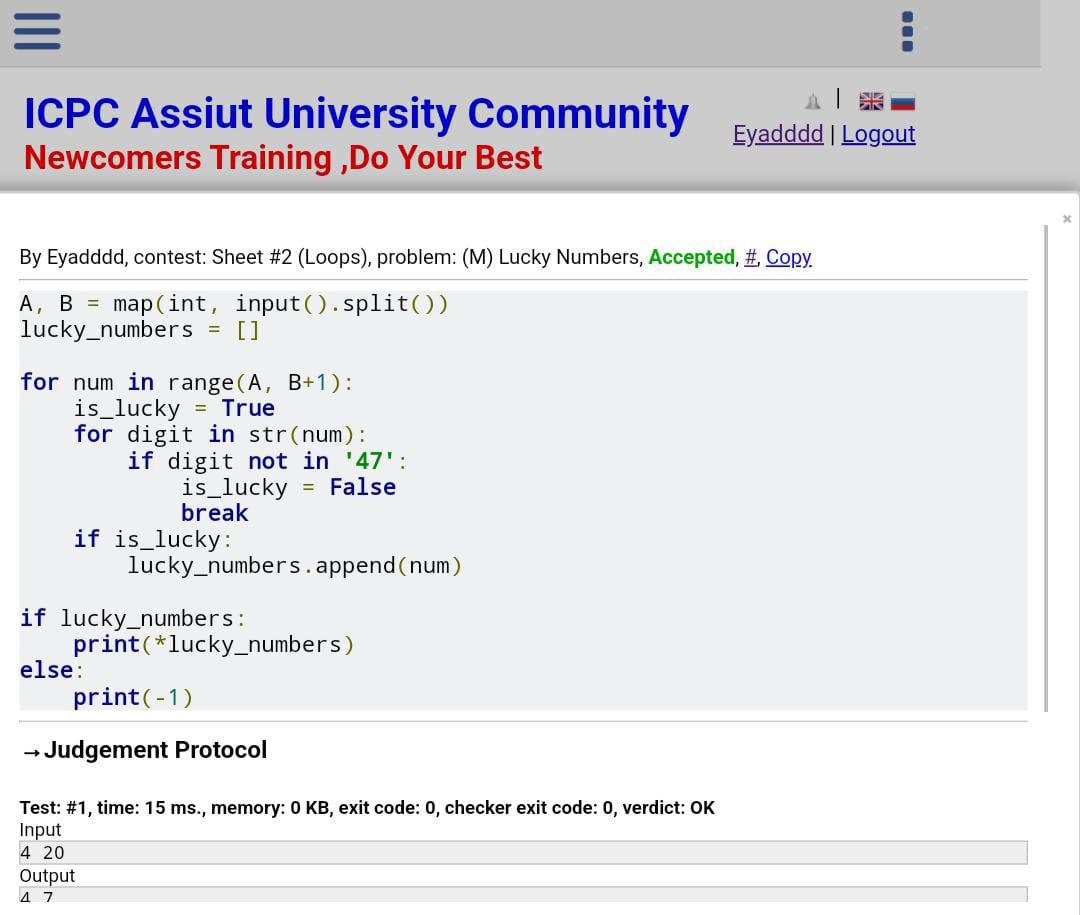 ICPC Assiut University Community
Newcomers Training ,Do Your Best
|
Eyadddd | Logout
×
By Eyadddd, contest: Sheet #2 (Loops), problem: (M) Lucky Numbers, Accepted, #, Copy
A, B = map(int, input().split())
lucky_numbers = []
for num in range(A, B+1):
    is_lucky = True
    for digit in str(num):
        if digit not in '47':
            is_lucky = False
            break
    if is_lucky:
        lucky_numbers.append(num)
if lucky_numbers:
    print(*lucky_numbers)
else:
    print(-1)
→Judgement Protocol
Test: #1, time: 15 ms., memory: 0 KB, exit code: 0, checker exit code: 0, verdict: OK
Input
4 20
Output
4 7